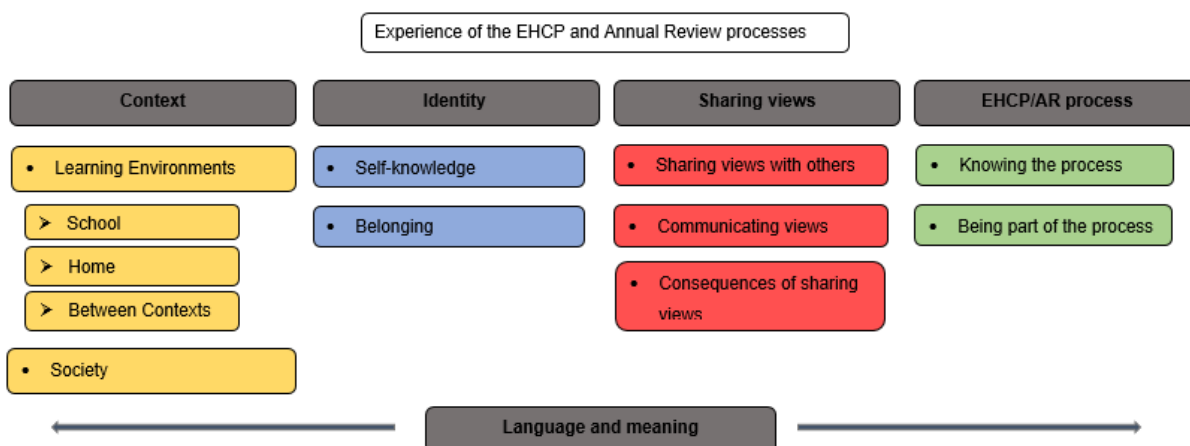 Experience of the EHCP and Annual Review processes
Context
• Learning Environments
➤ School
➤ Home
➤ Between Contexts
• Society
Identity
• Self-knowledge
• Belonging
Sharing views
• Sharing views with others
• Communicating views
• Consequences of sharing
views
EHCP/AR process
• Knowing the process
• Being part of the process
Language and meaning